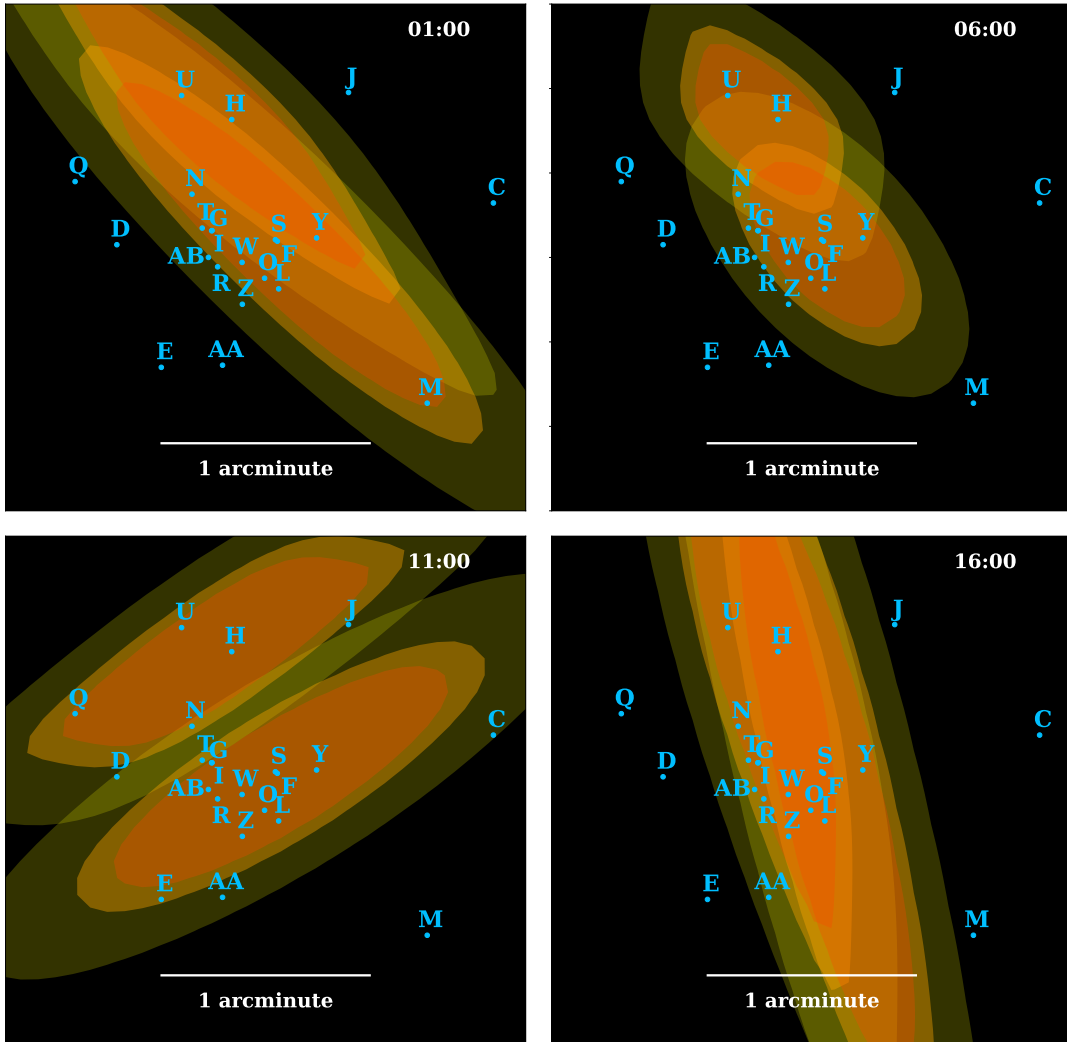 01:00
U
J
H
Q
N
C
D
T G
S
Y
AB
I
W
F
R
O
L
Z
E
AA
M
1 arcminute
06:00
U
J
H
Q
N
C
D
T G
S
Y
AB
I
W
F
R
O
L
Z
E
AA
M
1 arcminute
11:00
U
J
H
Q
N
C
D
T G
S
Y
AB
I
W
F
R
O
L
Z
E
AA
M
1 arcminute
16:00
U
J
H
Q
N
C
D
T G
S
Y
AB
I
W
F
R
O
L
Z
E
AA
M
1 arcminute